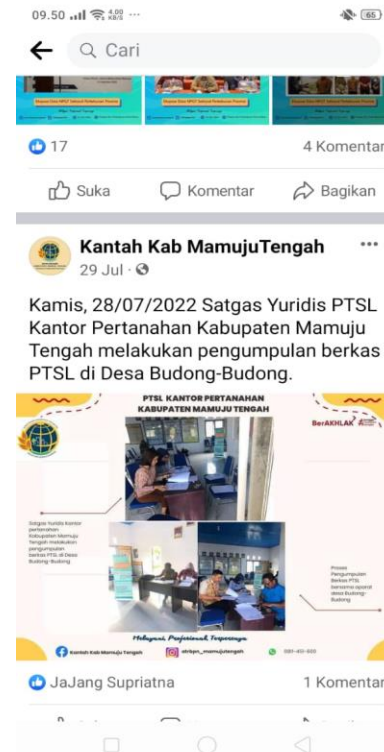 09.50
4,00
KB/S
65
Cari
17
4 Komentar
Suka
Komentar
Bagikan
Kantah Kab MamujuTengah
29 Jul
Kamis, 28/07/2022 Satgas Yuridis PTSL
Kantor Pertanahan Kabupaten Mamuju
Tengah melakukan pengumpulan berkas
PTSL di Desa Budong-Budong.
PTSL KANTOR PERTANAHAN
KABUPATEN MAMUJU TENGAH
BerAKHLAK
Satgas Yuridis Kantor
pertanahan
Kabupaten Mamuju
Tengah melakukan
pengumpulan
berkas PTSL di Desa
Budong-Budong
Proses
Pengumpulan
Berkas PTSL
bersama aparat
desa Budong-
Budong
Melayani, Profesional, Terpercaya
Kantah Kab Mamuju Tengah
atrbpn_mamujutengah
JaJang Supriatna
1 Komentar